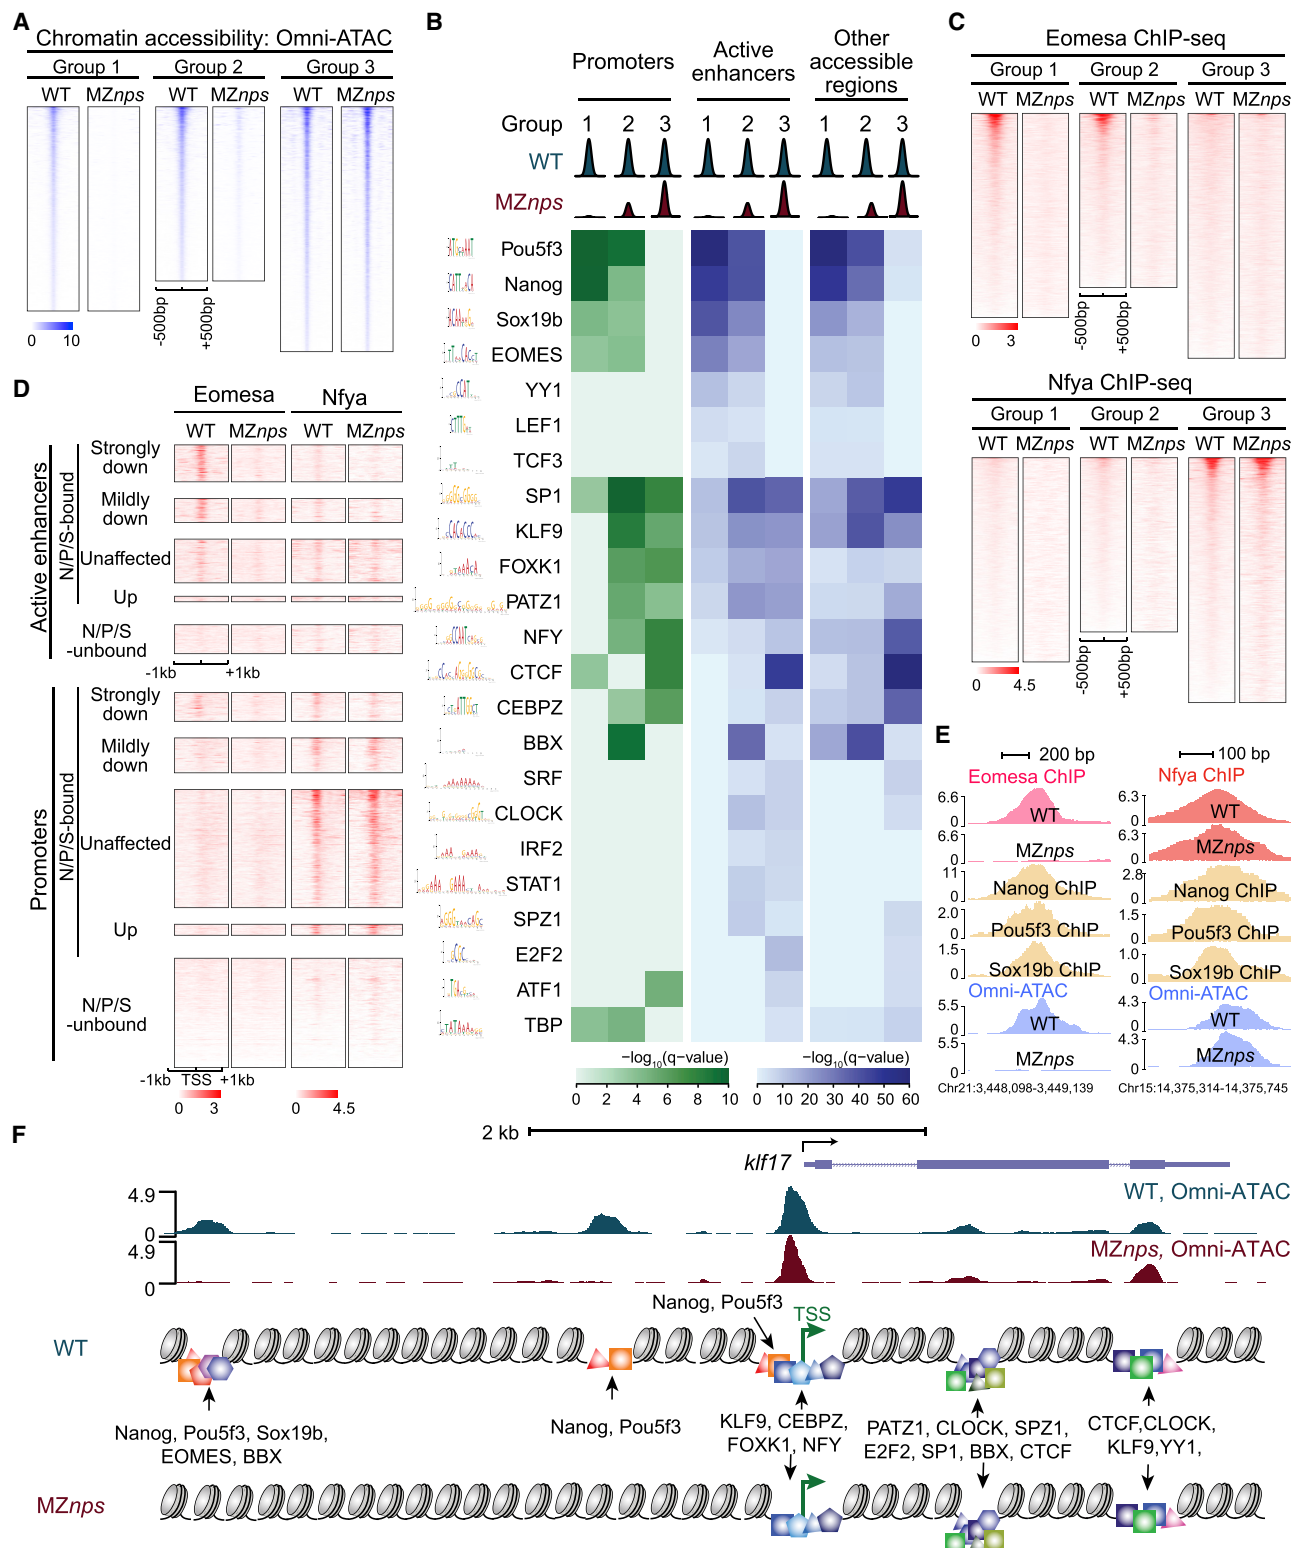 A
Chromatin accessibility: Omni-ATAC
Group 1 Group 2 Group 3
WT MZnps WT MZnps WT MZnps
-500bp
+500bp
0 10
B
Promoters
Active enhancers
Other accessible regions
Group 1 2 3 1 2 3 1 2 3
WT
MZnps
Pou5f3
Nanog
Sox19b
EOMES
YY1
LEF1
TCF3
SP1
KLF9
FOXK1
PATZ1
NFY
CTCF
CEBPZ
BBX
SRF
CLOCK
IRF2
STAT1
SPZ1
E2F2
ATF1
TBP
−log10(q−value)
0 2 4 6 8 10
−log10(q−value)
0 10 20 30 40 50 60
C
Eomesa ChIP-seq
Group 1 Group 2 Group 3
WT MZnps WT MZnps WT MZnps
-500bp
+500bp
0 3
Nfya ChIP-seq
Group 1 Group 2 Group 3
WT MZnps WT MZnps WT MZnps
-500bp
+500bp
0 4.5
D
Eomesa Nfya
WT MZnps WT MZnps
Active enhancers
N/P/S-bound
Strongly down
Mildly down
Unaffected
Up
N/P/S -unbound
-1kb +1kb
Promoters
N/P/S-bound
Strongly down
Mildly down
Unaffected
Up
N/P/S -unbound
-1kb TSS +1kb
0 3
0 4.5
E
200 bp
Eomesa ChIP
6.6
0
WT
6.6
0
MZnps
11
0
Nanog ChIP
2.0
0
Pou5f3 ChIP
1.5
0
Sox19b ChIP
Omni-ATAC
5.5
0
WT
5.5
0
MZnps
Chr21:3,448,098-3,449,139
100 bp
Nfya ChIP
6.3
0
WT
6.3
0
MZnps
2.8
0
Nanog ChIP
1.5
0
Pou5f3 ChIP
1.0
0
Sox19b ChIP
Omni-ATAC
4.3
0
WT
4.3
0
MZnps
Chr15:14,375,314-14,375,745
F
2 kb
klf17
4.9
0
WT, Omni-ATAC
4.9
0
MZnps, Omni-ATAC
Nanog, Pou5f3
TSS
WT
Nanog, Pou5f3, Sox19b,
EOMES, BBX
Nanog, Pou5f3
KLF9, CEBPZ,
FOXK1, NFY
PATZ1, CLOCK, SPZ1,
E2F2, SP1, BBX, CTCF
CTCF,CLOCK,
KLF9,YY1,
MZnps